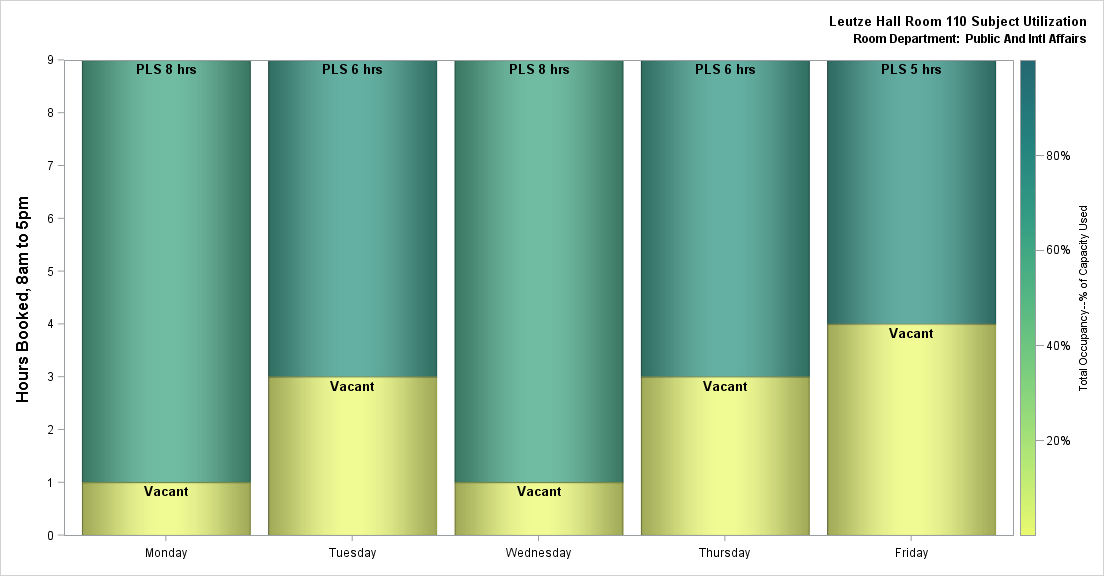 Leutze Hall Room 110 Subject Utilization
Room Department: Public And Intl Affairs
Hours Booked, 8am to 5pm
9
8
7
6
5
4
3
2
1
0
PLS 8 hrs
PLS 6 hrs
PLS 8 hrs
PLS 6 hrs
PLS 5 hrs
Vacant
Vacant
Vacant
Vacant
Vacant
Monday
Tuesday
Wednesday
Thursday
Friday
80%
60%
40%
20%
Total Occupancy--% of Capacity Used